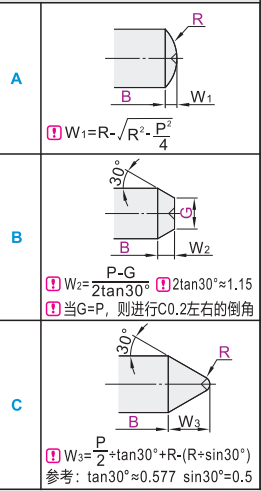 R
A
B
W₁
! W₁=R-√(R²-P²/4)
30°
B
G
B
W₂
! W₂=(P-G)/(2tan30°) ! 2tan30°≈1.15
! 当G=P，则进行C0.2左右的倒角
30°
R
C
B
W₃
! W₃=P/2÷tan30°+R-(R÷sin30°)
参考：tan30°≈0.577 sin30°=0.5